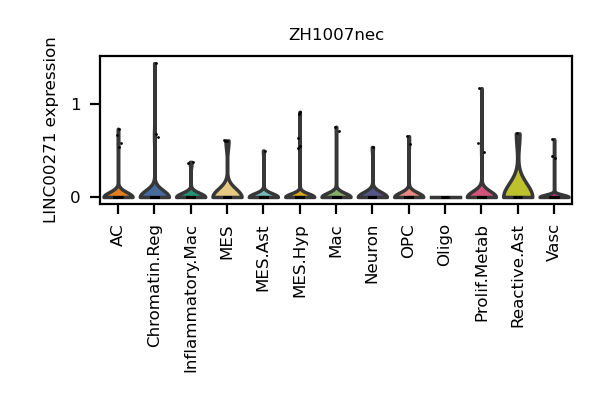 ZH1007nec
LINC00271 expression
1
0
AC
Chromatin.Reg
Inflammatory.Mac
MES
MES.Ast
MES.Hyp
Mac
Neuron
OPC
Oligo
Prolif.Metab
Reactive.Ast
Vasc